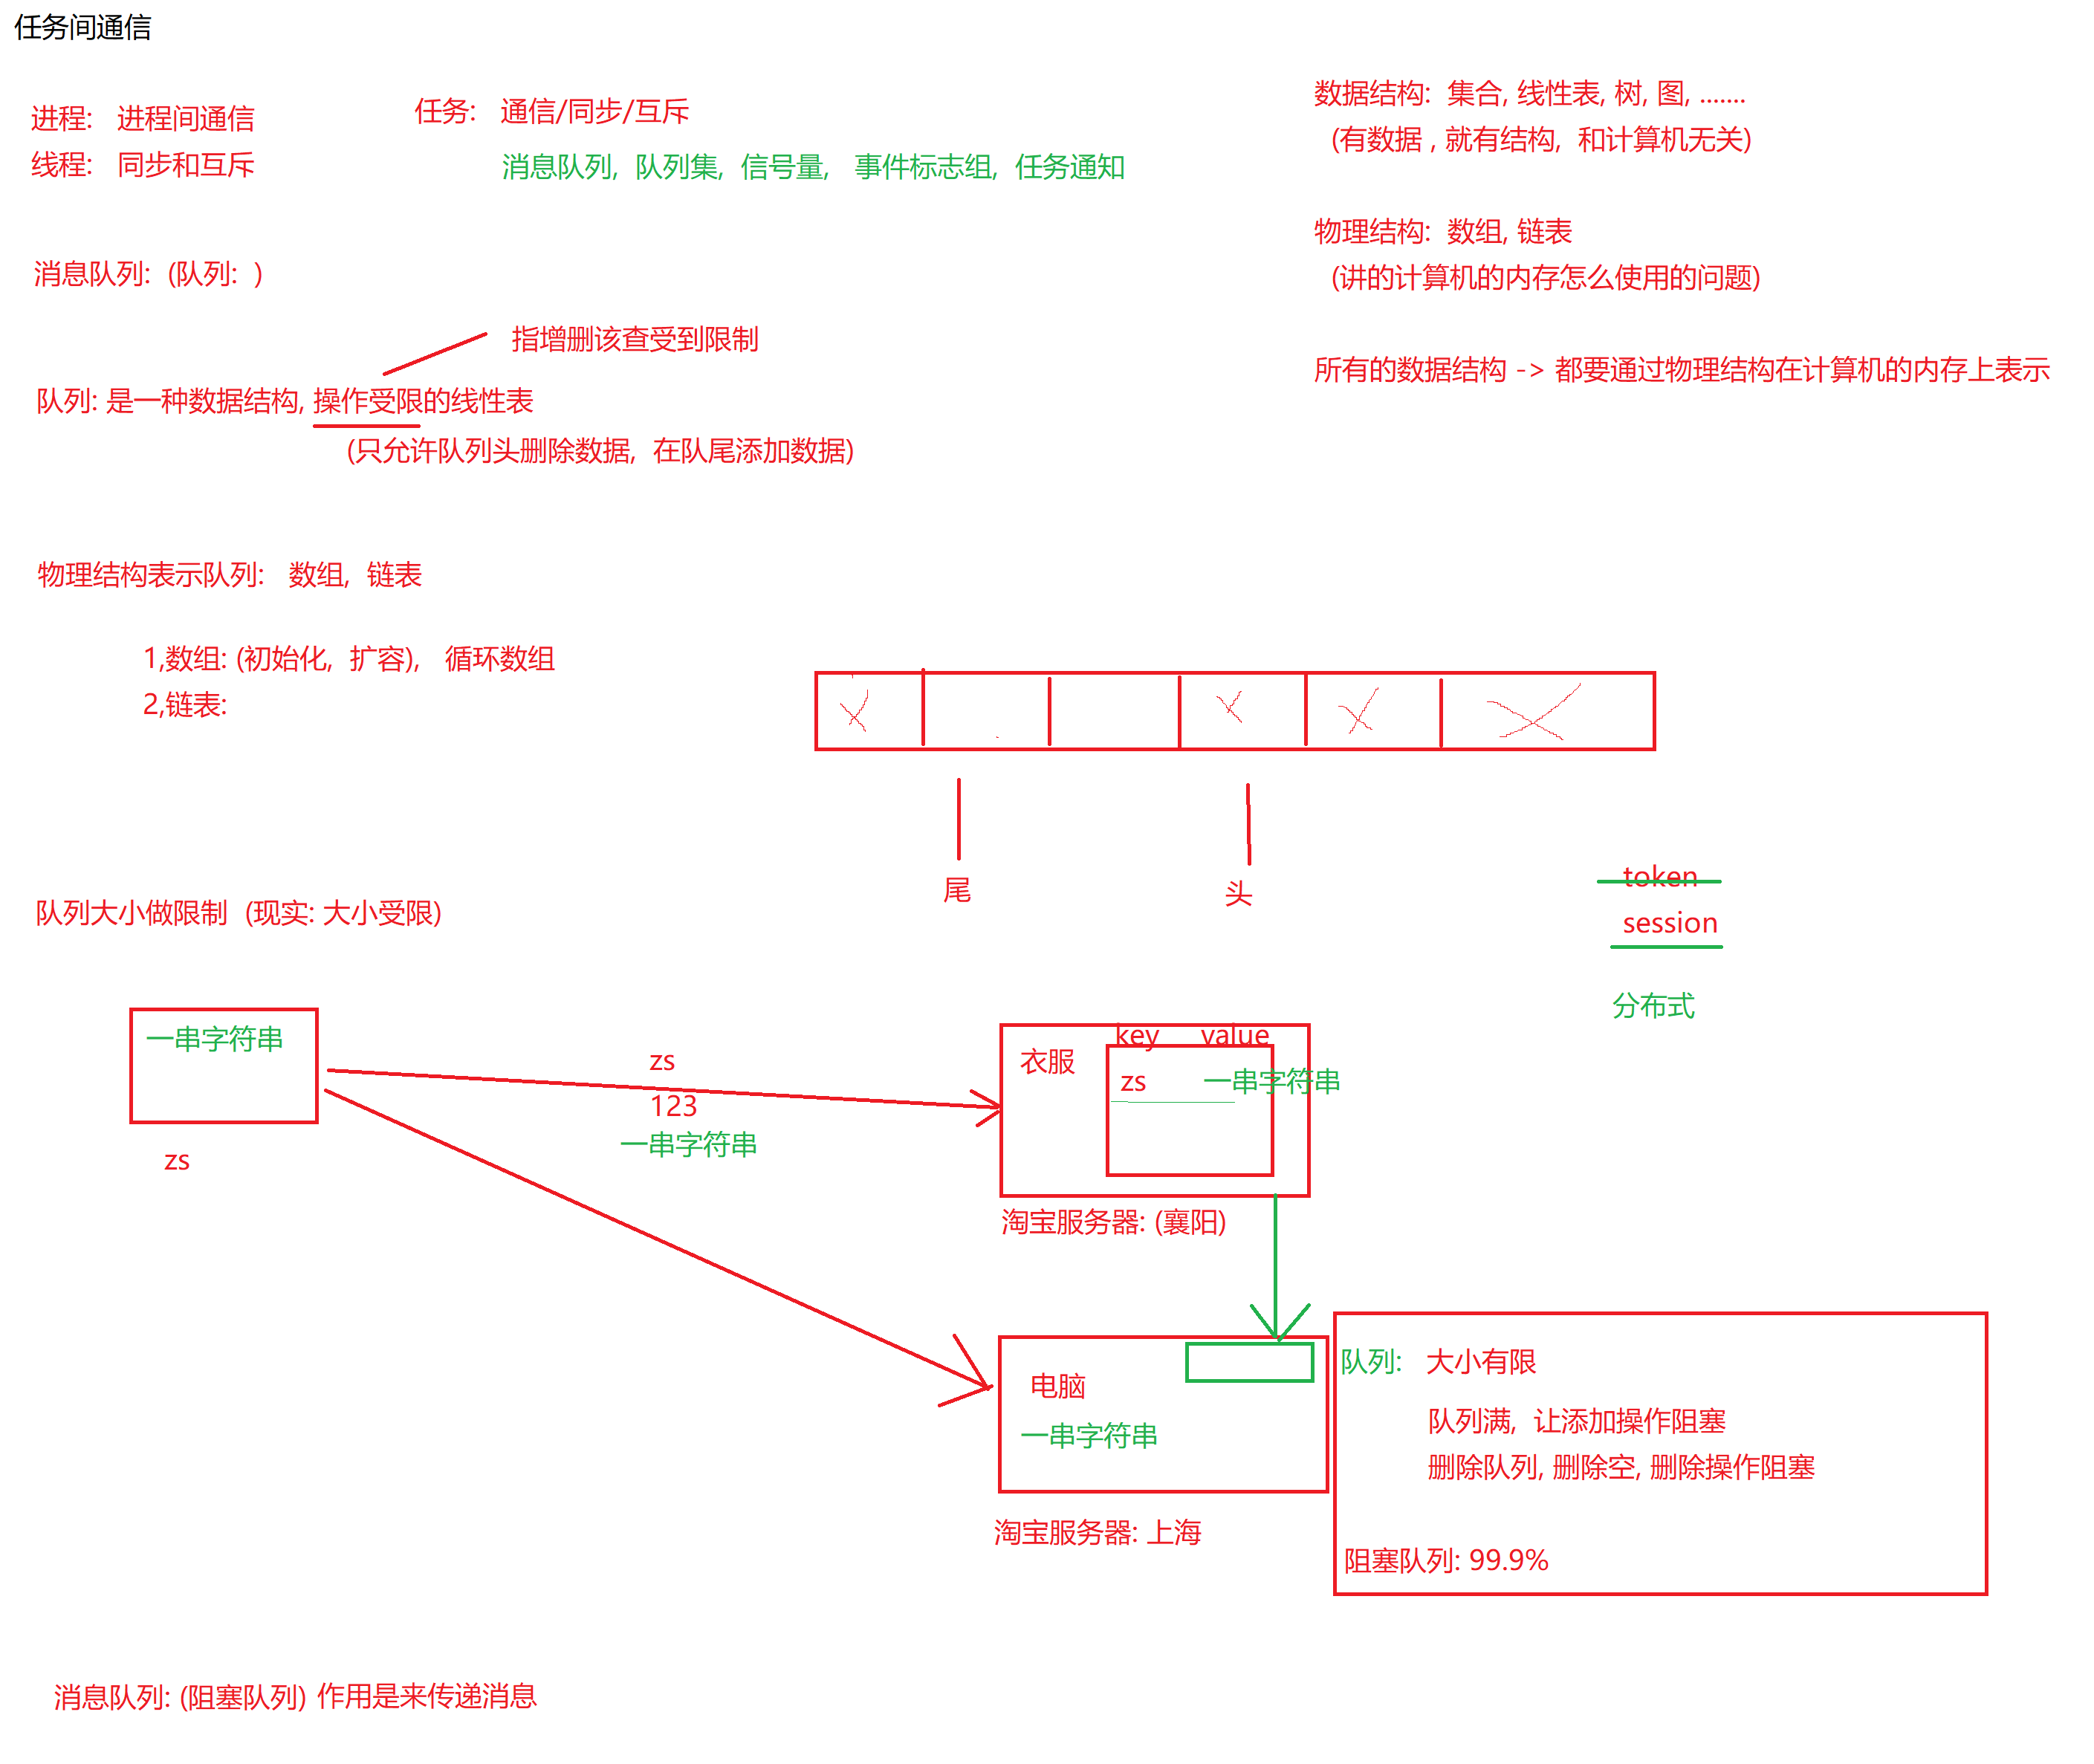 任务间通信
进程： 进程间通信
线程： 同步和互斥
任务： 通信/同步/互斥
消息队列, 队列集, 信号量, 事件标志组, 任务通知
数据结构: 集合, 线性表, 树, 图, .......
(有数据 , 就有结构, 和计算机无关)
物理结构: 数组, 链表
(讲的计算机的内存怎么使用的问题)
所有的数据结构 -> 都要通过物理结构在计算机的内存上表示
消息队列: (队列: )
指增删该查受到限制
队列: 是一种数据结构, 操作受限的线性表
(只允许队列头删除数据, 在队尾添加数据)
物理结构表示队列: 数组, 链表
1,数组: (初始化, 扩容), 循环数组
2,链表:
尾
头
队列大小做限制 (现实: 大小受限)
token
session
分布式
一串字符串
zs
zs
123
一串字符串
key value
衣服
zs 一串字符串
淘宝服务器: (襄阳)
电脑
一串字符串
淘宝服务器: 上海
队列: 大小有限
队列满, 让添加操作阻塞
删除队列, 删除空, 删除操作阻塞
阻塞队列: 99.9%
消息队列: (阻塞队列) 作用是来传递消息